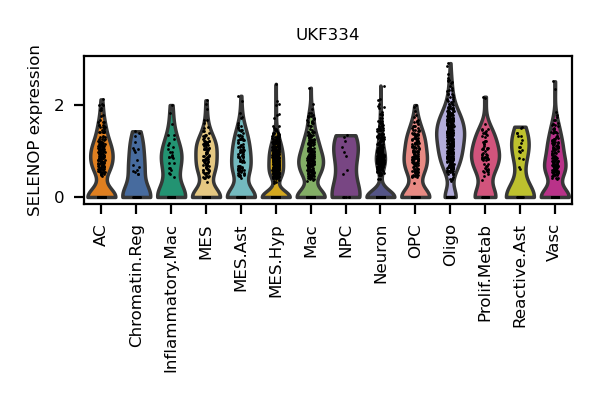 UKF334
SELENOP expression
2
0
AC
Chromatin.Reg
Inflammatory.Mac
MES
MES.Ast
MES.Hyp
Mac
NPC
Neuron
OPC
Oligo
Prolif.Metab
Reactive.Ast
Vasc